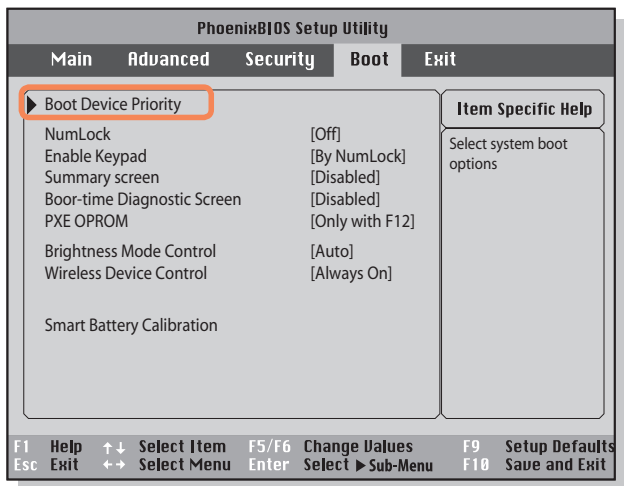 PhoenixBIOS Setup Utility
Main Advanced Security Boot Exit
▶ Boot Device Priority
NumLock [Off]
Enable Keypad [By NumLock]
Summary screen [Disabled]
Boor-time Diagnostic Screen [Disabled]
PXE OPROM [Only with F12]
Brightness Mode Control [Auto]
Wireless Device Control [Always On]
Smart Battery Calibration
Item Specific Help
Select system boot
options
F1 Help ↑↓ Select Item F5/F6 Change Values F9 Setup Defaults
Esc Exit ←→ Select Menu Enter Select ▶ Sub-Menu F10 Save and Exit